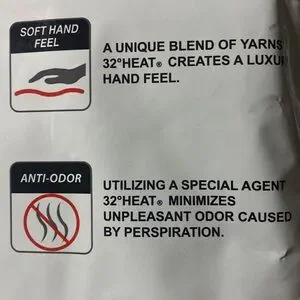 SOFT HAND
FEEL
A UNIQUE BLEND OF YARNS
32°HEAT® CREATES A
HAND FEEL.
ANTI-ODOR
UTILIZING A SPECIAL AGENT
32°HEAT® MINIMIZES
UNPLEASANT ODOR CAUSED
BY PERSPIRATION.